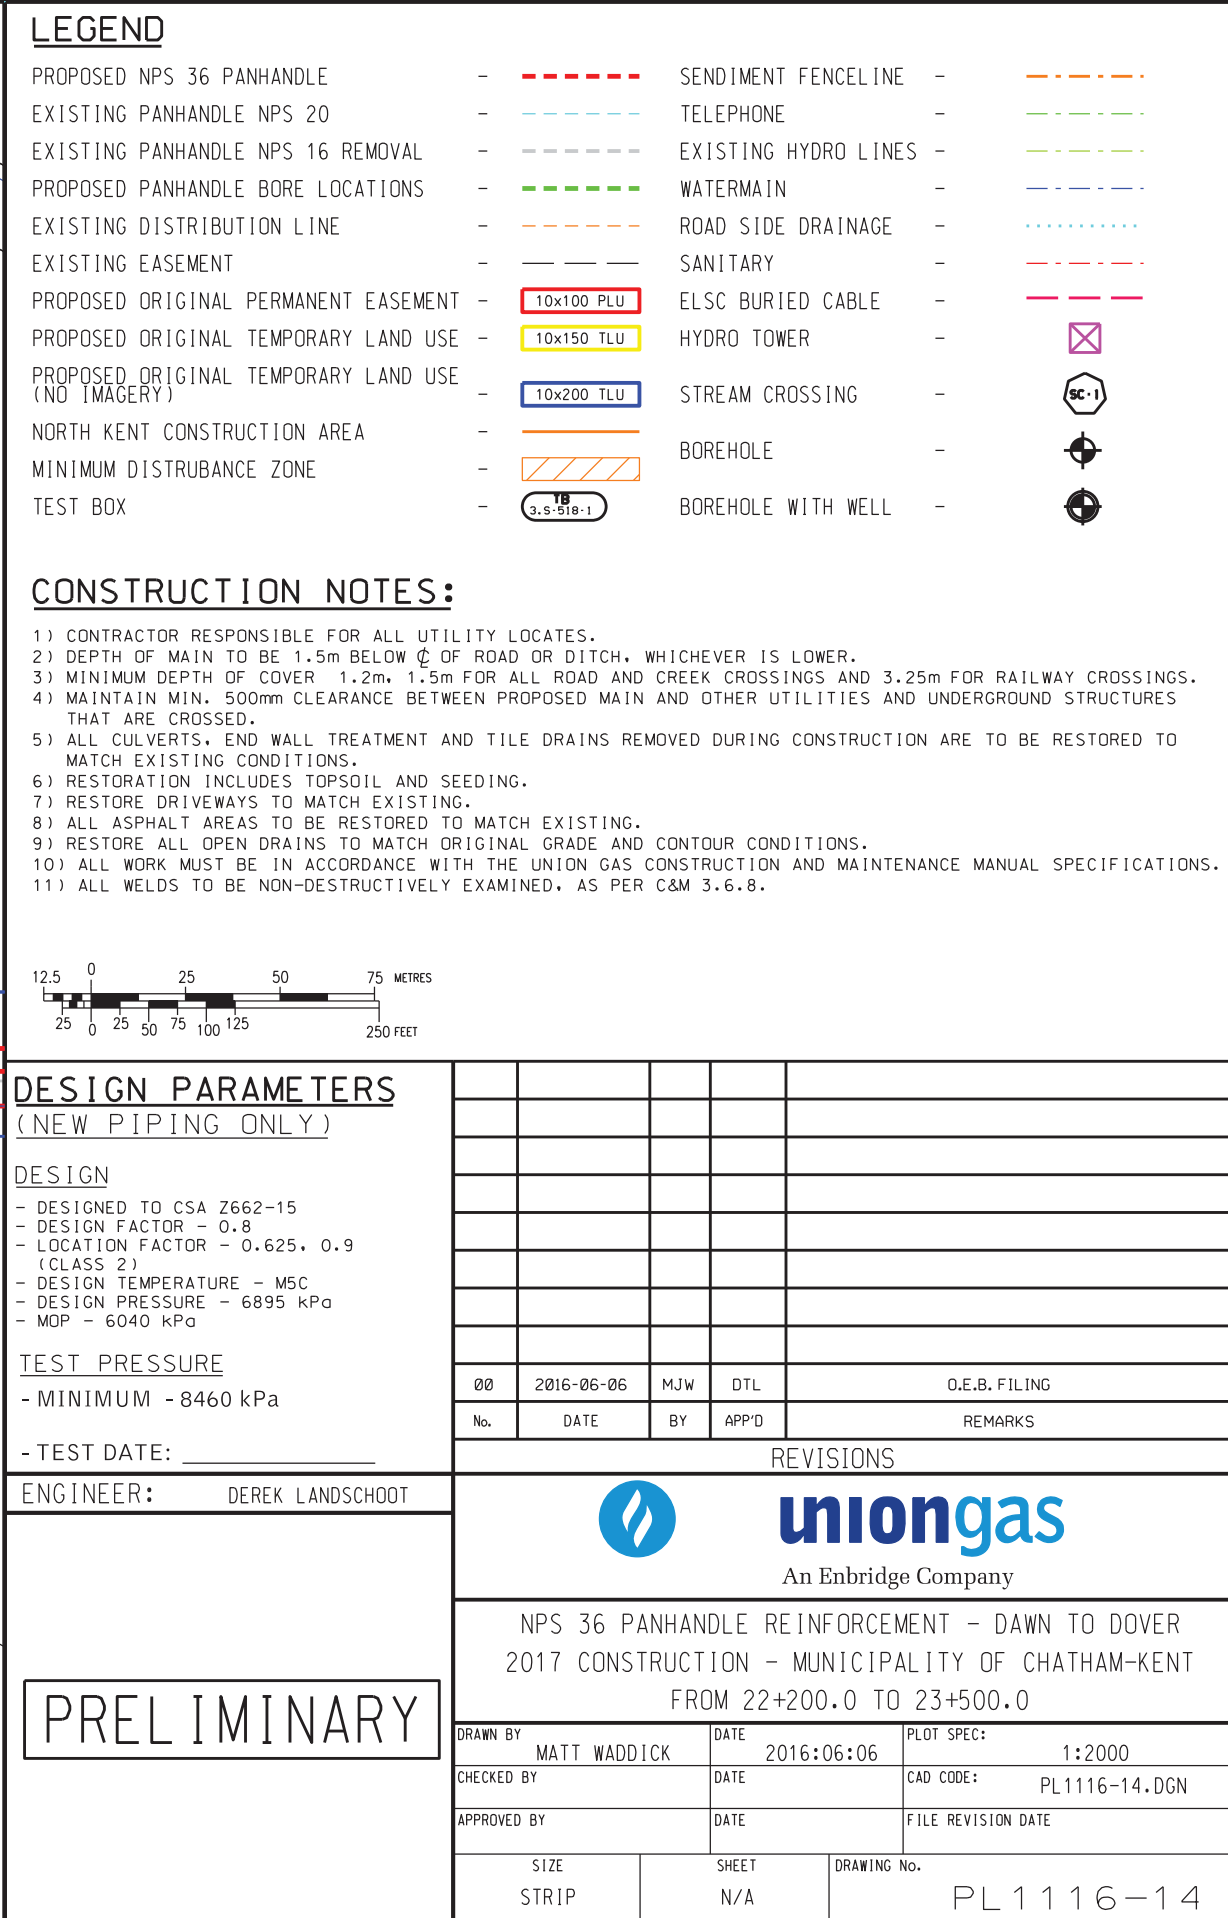 LEGEND
PROPOSED NPS 36 PANHANDLE -
EXISTING PANHANDLE NPS 20 -
EXISTING PANHANDLE NPS 16 REMOVAL -
PROPOSED PANHANDLE BORE LOCATIONS -
EXISTING DISTRIBUTION LINE -
EXISTING EASEMENT -
PROPOSED ORIGINAL PERMANENT EASEMENT - 10x100 PLU
PROPOSED ORIGINAL TEMPORARY LAND USE - 10x150 TLU
PROPOSED ORIGINAL TEMPORARY LAND USE
(NO IMAGERY) - 10x200 TLU
NORTH KENT CONSTRUCTION AREA -
MINIMUM DISTRUBANCE ZONE -
TEST BOX - TB
3.S-518-1
SENDIMENT FENCELINE -
TELEPHONE -
EXISTING HYDRO LINES -
WATERMAIN -
ROAD SIDE DRAINAGE -
SANITARY -
ELSC BURIED CABLE -
HYDRO TOWER -
STREAM CROSSING - SC-1
BOREHOLE -
BOREHOLE WITH WELL -
CONSTRUCTION NOTES:
1) CONTRACTOR RESPONSIBLE FOR ALL UTILITY LOCATES.
2) DEPTH OF MAIN TO BE 1.5m BELOW ℄ OF ROAD OR DITCH, WHICHEVER IS LOWER.
3) MINIMUM DEPTH OF COVER 1.2m, 1.5m FOR ALL ROAD AND CREEK CROSSINGS AND 3.25m FOR RAILWAY CROSSINGS.
4) MAINTAIN MIN. 500mm CLEARANCE BETWEEN PROPOSED MAIN AND OTHER UTILITIES AND UNDERGROUND STRUCTURES
THAT ARE CROSSED.
5) ALL CULVERTS, END WALL TREATMENT AND TILE DRAINS REMOVED DURING CONSTRUCTION ARE TO BE RESTORED TO
MATCH EXISTING CONDITIONS.
6) RESTORATION INCLUDES TOPSOIL AND SEEDING.
7) RESTORE DRIVEWAYS TO MATCH EXISTING.
8) ALL ASPHALT AREAS TO BE RESTORED TO MATCH EXISTING.
9) RESTORE ALL OPEN DRAINS TO MATCH ORIGINAL GRADE AND CONTOUR CONDITIONS.
10) ALL WORK MUST BE IN ACCORDANCE WITH THE UNION GAS CONSTRUCTION AND MAINTENANCE MANUAL SPECIFICATIONS.
11) ALL WELDS TO BE NON-DESTRUCTIVELY EXAMINED, AS PER C&M 3.6.8.
12.5 0 25 50 75 METRES
25 0 25 50 75 100 125 250 FEET
DESIGN PARAMETERS
(NEW PIPING ONLY)
DESIGN
- DESIGNED TO CSA Z662-15
- DESIGN FACTOR - 0.8
- LOCATION FACTOR - 0.625, 0.9
(CLASS 2)
- DESIGN TEMPERATURE - M5C
- DESIGN PRESSURE - 6895 kPa
- MOP - 6040 kPa
TEST PRESSURE
- MINIMUM - 8460 kPa
- TEST DATE:
ENGINEER: DEREK LANDSCHOOT
PRELIMINARY
00 2016-06-06 MJW DTL O.E.B. FILING
No. DATE BY APP'D REMARKS
REVISIONS
uniongas
An Enbridge Company
NPS 36 PANHANDLE REINFORCEMENT - DAWN TO DOVER
2017 CONSTRUCTION - MUNICIPALITY OF CHATHAM-KENT
FROM 22+200.0 TO 23+500.0
DRAWN BY MATT WADDICK DATE 2016:06:06 PLOT SPEC: 1:2000
CHECKED BY DATE CAD CODE: PL1116-14.DGN
APPROVED BY DATE FILE REVISION DATE
SIZE SHEET DRAWING No.
STRIP N/A PL1116-14